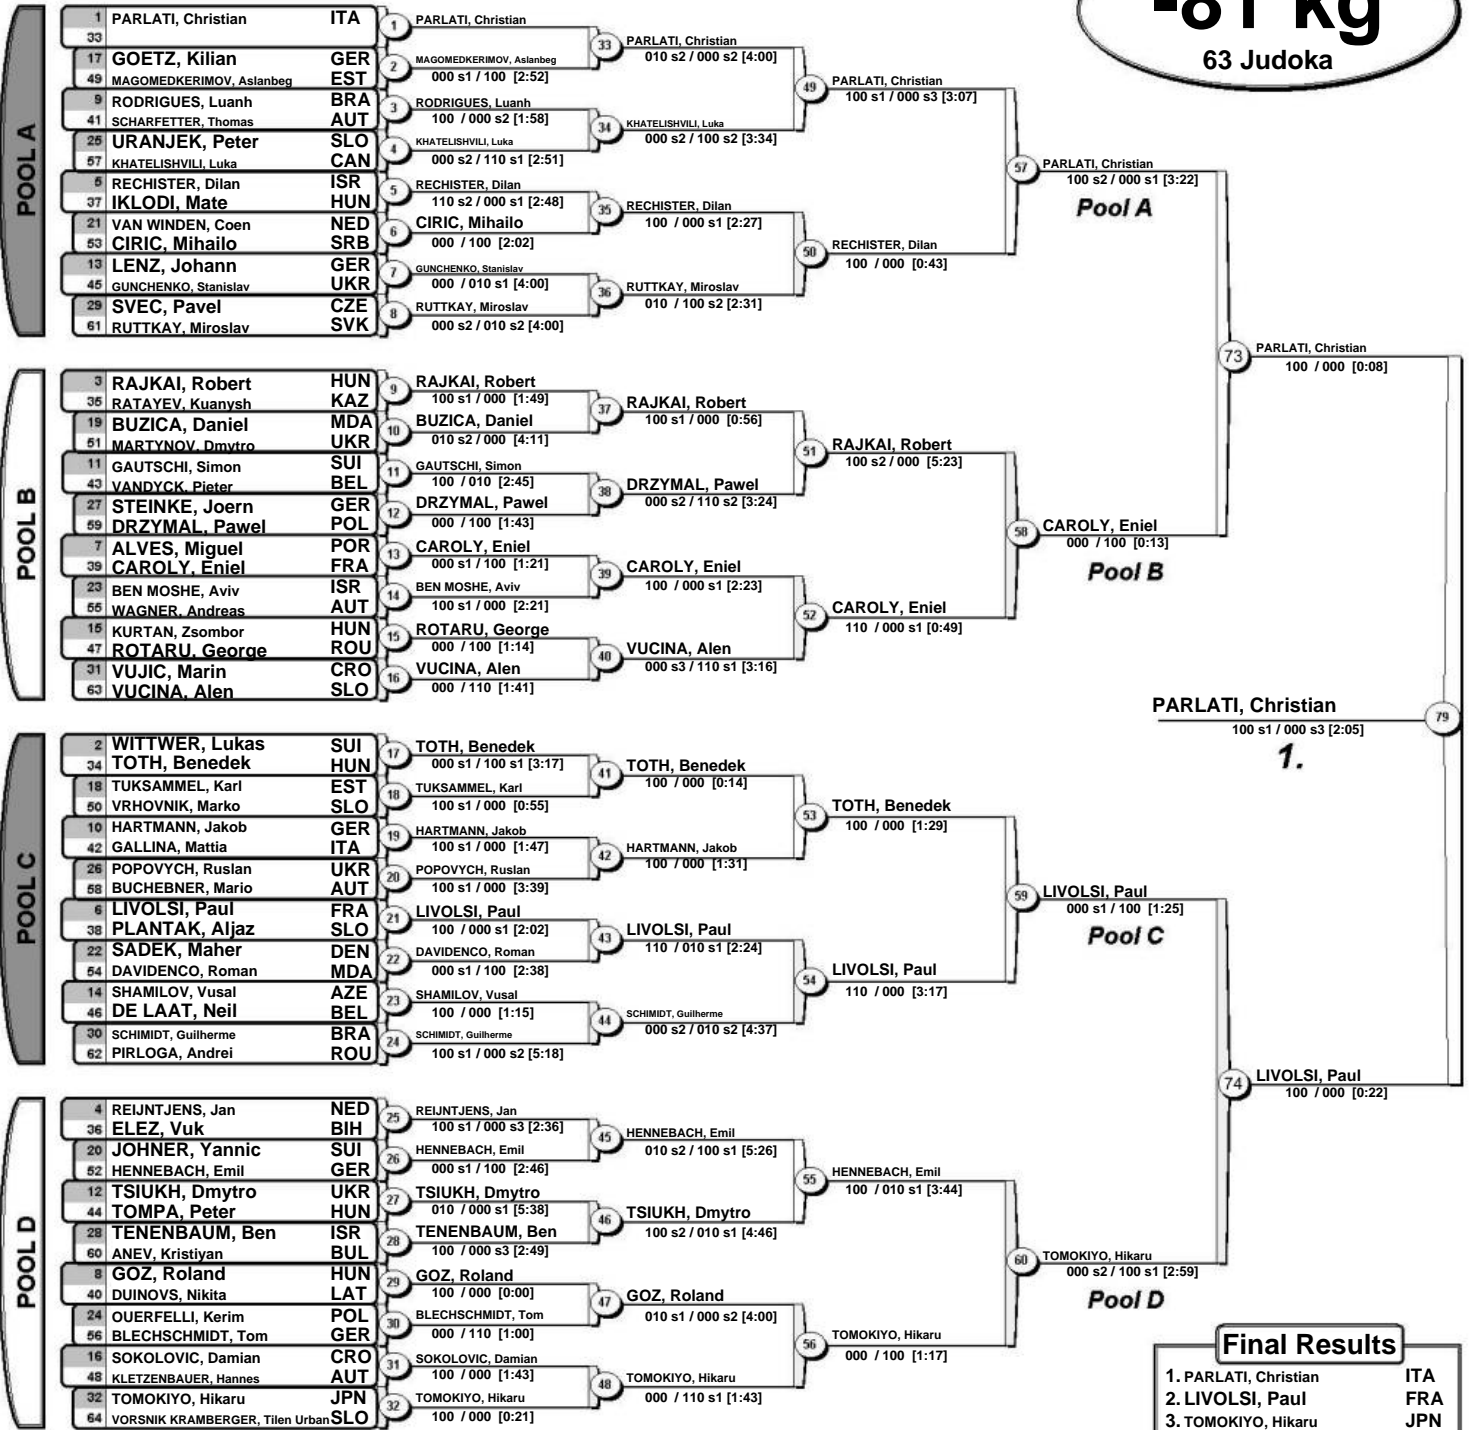 -81 kg
63 Judoka
POOL A
1 PARLATI, Christian ITA
33
17 GOETZ, Kilian GER
49 MAGOMEDKERIMOV, Aslanbeg EST
9 RODRIGUES, Luanh BRA
41 SCHARFETTER, Thomas AUT
25 URANJEK, Peter SLO
57 KHATELISHVILI, Luka CAN
5 RECHISTER, Dilan ISR
37 IKLODI, Mate HUN
21 VAN WINDEN, Coen NED
53 CIRIC, Mihailo SRB
13 LENZ, Johann GER
45 GUNCHENKO, Stanislav UKR
29 SVEC, Pavel CZE
61 RUTTKAY, Miroslav SVK
1 PARLATI, Christian
2 MAGOMEDKERIMOV, Aslanbeg
000 s1 / 100 [2:52]
3 RODRIGUES, Luanh
100 / 000 s2 [1:58]
4 KHATELISHVILI, Luka
000 s2 / 110 s1 [2:51]
5 RECHISTER, Dilan
110 s2 / 000 s1 [2:48]
6 CIRIC, Mihailo
000 / 100 [2:02]
7 GUNCHENKO, Stanislav
000 / 010 s1 [4:00]
8 RUTTKAY, Miroslav
000 s2 / 010 s2 [4:00]
33 PARLATI, Christian
010 s2 / 000 s2 [4:00]
34 KHATELISHVILI, Luka
000 s2 / 100 s2 [3:34]
35 RECHISTER, Dilan
100 / 000 s1 [2:27]
36 RUTTKAY, Miroslav
010 / 100 s2 [2:31]
49 PARLATI, Christian
100 s1 / 000 s3 [3:07]
50 RECHISTER, Dilan
100 / 000 [0:43]
57 PARLATI, Christian
100 s2 / 000 s1 [3:22]
Pool A
POOL B
3 RAJKAI, Robert HUN
35 RATAYEV, Kuanysh KAZ
19 BUZICA, Daniel MDA
51 MARTYNOV, Dmytro UKR
11 GAUTSCHI, Simon SUI
43 VANDYCK, Pieter BEL
27 STEINKE, Joern GER
59 DRZYMAL, Pawel POL
7 ALVES, Miguel POR
39 CAROLY, Eniel FRA
23 BEN MOSHE, Aviv ISR
55 WAGNER, Andreas AUT
15 KURTAN, Zsombor HUN
47 ROTARU, George ROU
31 VUJIC, Marin CRO
63 VUCINA, Alen SLO
9 RAJKAI, Robert
100 s1 / 000 [1:49]
10 BUZICA, Daniel
010 s2 / 000 [4:11]
11 GAUTSCHI, Simon
100 / 010 [2:45]
12 DRZYMAL, Pawel
000 / 100 [1:43]
13 CAROLY, Eniel
000 s1 / 100 [1:21]
14 BEN MOSHE, Aviv
100 s1 / 000 [2:21]
15 ROTARU, George
000 / 100 [1:14]
16 VUCINA, Alen
000 / 110 [1:41]
37 RAJKAI, Robert
100 s1 / 000 [0:56]
38 DRZYMAL, Pawel
000 s2 / 110 s2 [3:24]
39 CAROLY, Eniel
100 / 000 s1 [2:23]
40 VUCINA, Alen
000 s3 / 110 s1 [3:16]
51 RAJKAI, Robert
100 s2 / 000 [5:23]
52 CAROLY, Eniel
110 / 000 s1 [0:49]
58 CAROLY, Eniel
000 / 100 [0:13]
Pool B
73 PARLATI, Christian
100 / 000 [0:08]
PARLATI, Christian 79
100 s1 / 000 s3 [2:05]
1.
POOL C
2 WITTWER, Lukas SUI
34 TOTH, Benedek HUN
18 TUKSAMMEL, Karl EST
50 VRHOVNIK, Marko SLO
10 HARTMANN, Jakob GER
42 GALLINA, Mattia ITA
26 POPOVYCH, Ruslan UKR
58 BUCHEBNER, Mario AUT
6 LIVOLSI, Paul FRA
38 PLANTAK, Aljaz SLO
22 SADEK, Maher DEN
54 DAVIDENCO, Roman MDA
14 SHAMILOV, Vusal AZE
46 DE LAAT, Neil BEL
30 SCHIMIDT, Guilherme BRA
62 PIRLOGA, Andrei ROU
17 TOTH, Benedek
000 s1 / 100 s1 [3:17]
18 TUKSAMMEL, Karl
100 s1 / 000 [0:55]
19 HARTMANN, Jakob
100 s1 / 000 [1:47]
20 POPOVYCH, Ruslan
100 s1 / 000 [3:39]
21 LIVOLSI, Paul
100 / 000 s1 [2:02]
22 DAVIDENCO, Roman
000 s1 / 100 [2:38]
23 SHAMILOV, Vusal
100 / 000 [1:15]
24 SCHIMIDT, Guilherme
100 s1 / 000 s2 [5:18]
41 TOTH, Benedek
100 / 000 [0:14]
42 HARTMANN, Jakob
100 / 000 [1:31]
43 LIVOLSI, Paul
110 / 010 s1 [2:24]
44 SCHIMIDT, Guilherme
000 s2 / 010 s2 [4:37]
53 TOTH, Benedek
100 / 000 [1:29]
54 LIVOLSI, Paul
110 / 000 [3:17]
59 LIVOLSI, Paul
000 s1 / 100 [1:25]
Pool C
74 LIVOLSI, Paul
100 / 000 [0:22]
POOL D
4 REIJNTJENS, Jan NED
36 ELEZ, Vuk BIH
20 JOHNER, Yannic SUI
52 HENNEBACH, Emil GER
12 TSIUKH, Dmytro UKR
44 TOMPA, Peter HUN
28 TENENBAUM, Ben ISR
60 ANEV, Kristiyan BUL
8 GOZ, Roland HUN
40 DUINOVS, Nikita LAT
24 OUERFELLI, Kerim POL
56 BLECHSCHMIDT, Tom GER
16 SOKOLOVIC, Damian CRO
48 KLETZENBAUER, Hannes AUT
32 TOMOKIYO, Hikaru JPN
64 VORSNIK KRAMBERGER, Tilen Urban SLO
25 REIJNTJENS, Jan
100 s1 / 000 s3 [2:36]
26 HENNEBACH, Emil
000 s1 / 100 [2:46]
27 TSIUKH, Dmytro
010 / 000 s1 [5:38]
28 TENENBAUM, Ben
100 / 000 s3 [2:49]
29 GOZ, Roland
100 / 000 [0:00]
30 BLECHSCHMIDT, Tom
000 / 110 [1:00]
31 SOKOLOVIC, Damian
100 / 000 [1:43]
32 TOMOKIYO, Hikaru
100 / 000 [0:21]
45 HENNEBACH, Emil
010 s2 / 100 s1 [5:26]
46 TSIUKH, Dmytro
100 s2 / 010 s1 [4:46]
47 GOZ, Roland
010 s1 / 000 s2 [4:00]
48 TOMOKIYO, Hikaru
000 / 110 s1 [1:43]
55 HENNEBACH, Emil
100 / 010 s1 [3:44]
56 TOMOKIYO, Hikaru
000 / 100 [1:17]
60 TOMOKIYO, Hikaru
000 s2 / 100 s1 [2:59]
Pool D
Final Results
1. PARLATI, Christian ITA
2. LIVOLSI, Paul FRA
3. TOMOKIYO, Hikaru JPN